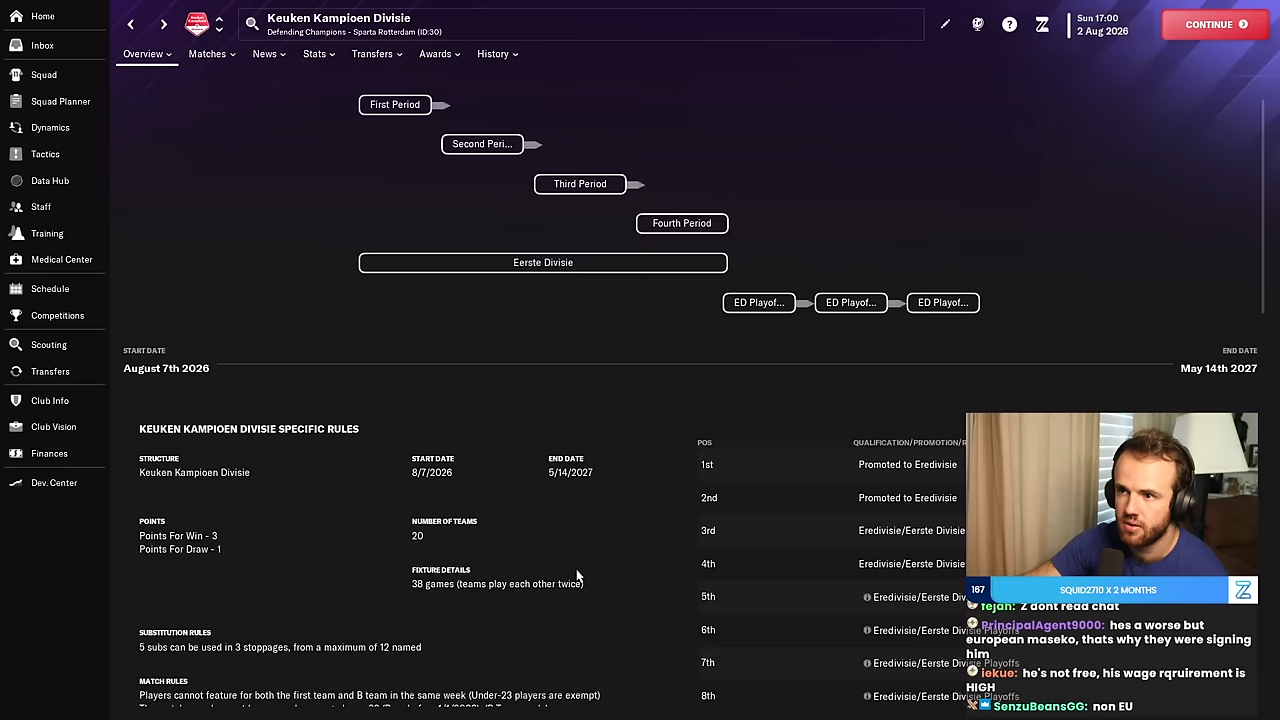 Home
Inbox
Squad
Squad Planner
Dynamics
Tactics
Data Hub
Staff
Training
Medical Center
Schedule
Competitions
Scouting
Transfers
Club Info
Club Vision
Finances
Dev. Center
Keuken Kampioen Divisie
Defending Champions - Sparta Rotterdam (ID:30)
Sun 17:00
2 Aug 2026
CONTINUE
Overview
Matches
News
Stats
Transfers
Awards
History
First Period
Second Peri...
Third Period
Fourth Period
Eerste Divisie
ED Playof...
ED Playof...
ED Playof...
START DATE
August 7th 2026
END DATE
May 14th 2027
KEUKEN KAMPIOEN DIVISIE SPECIFIC RULES
STRUCTURE
Keuken Kampioen Divisie
START DATE
8/7/2026
END DATE
5/14/2027
POINTS
Points For Win - 3
Points For Draw - 1
NUMBER OF TEAMS
20
FIXTURE DETAILS
38 games (teams play each other twice)
SUBSTITUTION RULES
5 subs can be used in 3 stoppages, from a maximum of 12 named
MATCH RULES
Players cannot feature for both the first team and B team in the same week (Under-23 players are exempt)
POS
QUALIFICATION/PROMOTION/R
1st
Promoted to Eredivisie
2nd
Promoted to Eredivisie
3rd
Eredivisie/Eerste Divisi
4th
Eredivisie/Eerste Divisi
5th
Eredivisie/Eerste Div
6th
Eredivisie/Eerste Divisie Playoffs
7th
Eredivisie/Eerste Divisie Playoffs
8th
Eredivisie/Eerste Divisie Playoffs
167
SQUID2710 X 2 MONTHS
Z
fejan: Z dont read chat
PrincipalAgent9000: hes a worse but
european maseko, thats why they were signing
him
iekue: he's not free, his wage rqruirement is
HIGH
SenzuBeansGG: non EU